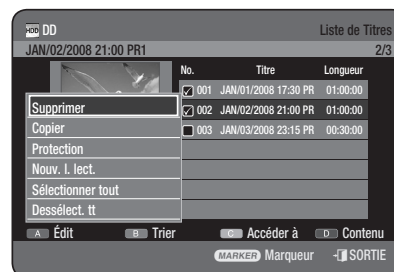 HDD DD Liste de Titres
JAN/02/2008 21:00 PR1 2/3
No. Titre Longueur
001 JAN/01/2008 17:30 PR 01:00:00
002 JAN/02/2008 21:00 PR 01:00:00
003 JAN/03/2008 23:15 PR 00:30:00
Supprimer
Copier
Protection
Nouv. l. lect.
Sélectionner tout
Dessélect. tt
A Édit B Trier C Accéder à D Contenu
MARKER Marqueur SORTIE